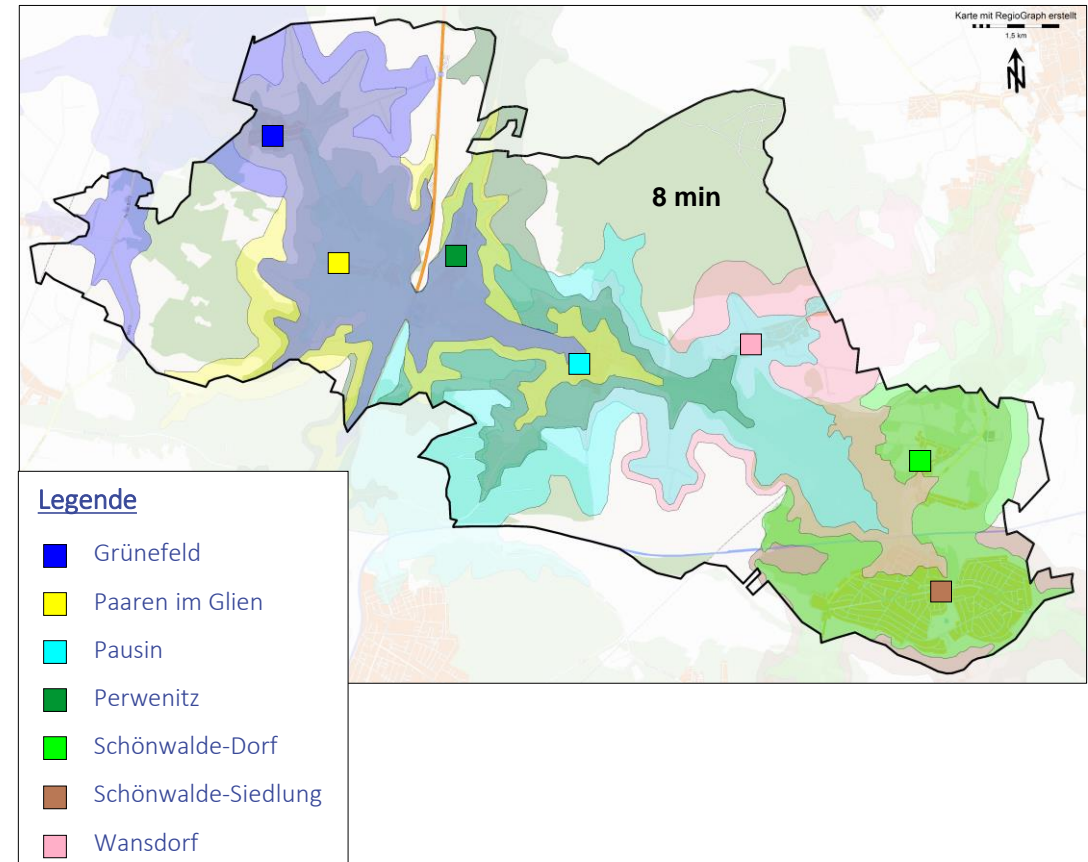 Karte mit RegioGraph erstellt
1,5 km
N
8 min
Legende
Grünefeld
Paaren im Glien
Pausin
Perwenitz
Schönwalde-Dorf
Schönwalde-Siedlung
Wansdorf